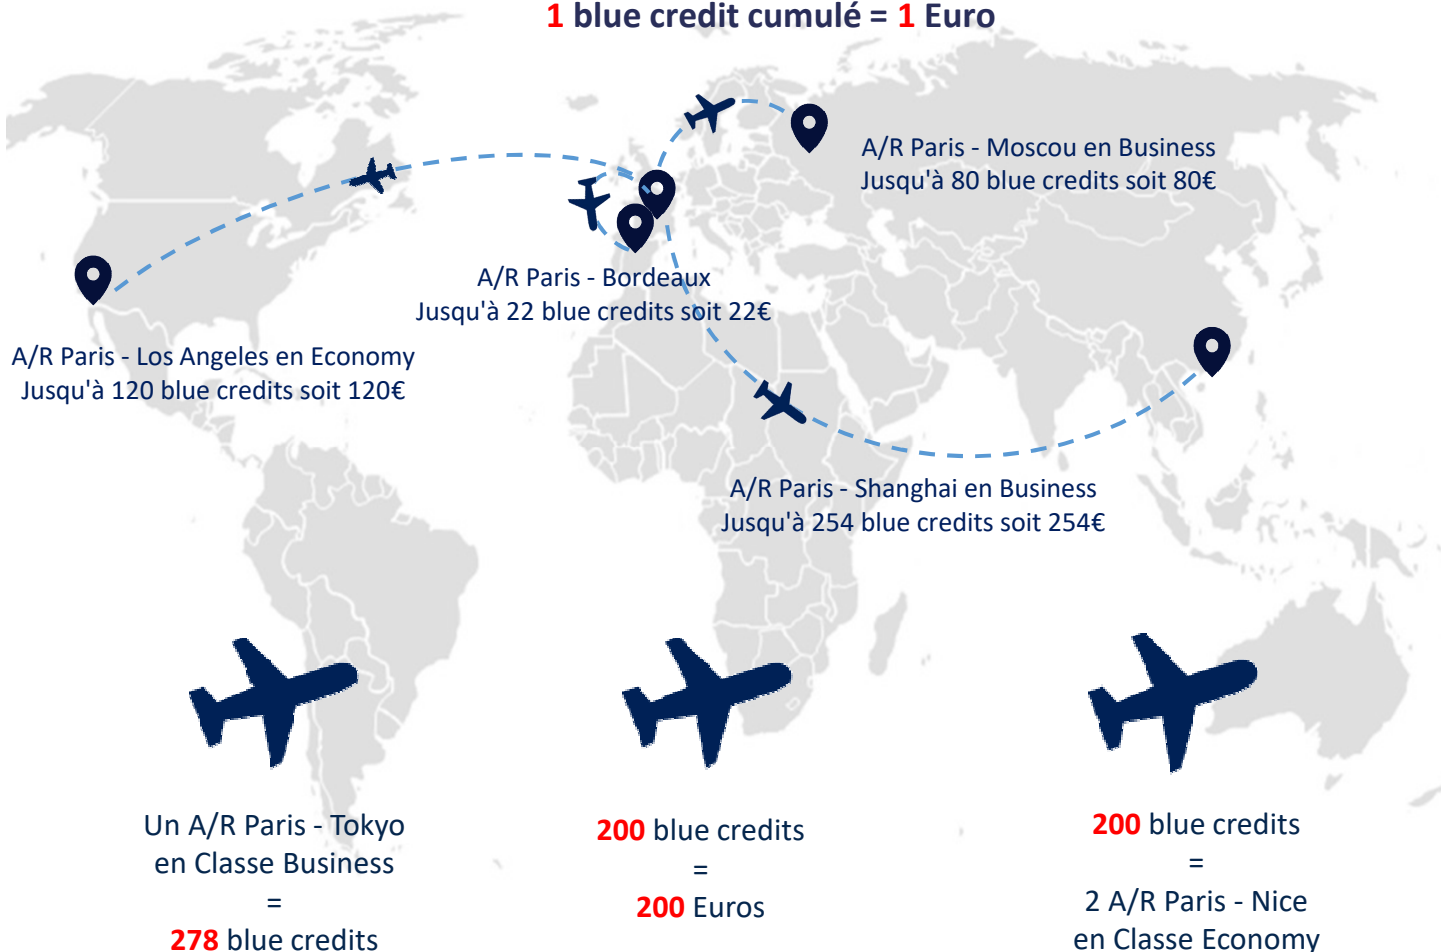 1 blue credit cumulé = 1 Euro
A/R Paris - Moscou en Business
Jusqu'à 80 blue credits soit 80€
A/R Paris - Bordeaux
Jusqu'à 22 blue credits soit 22€
A/R Paris - Los Angeles en Economy
Jusqu'à 120 blue credits soit 120€
A/R Paris - Shanghai en Business
Jusqu'à 254 blue credits soit 254€
Un A/R Paris - Tokyo
en Classe Business
=
278 blue credits
200 blue credits
=
200 Euros
200 blue credits
=
2 A/R Paris - Nice
en Classe Economy